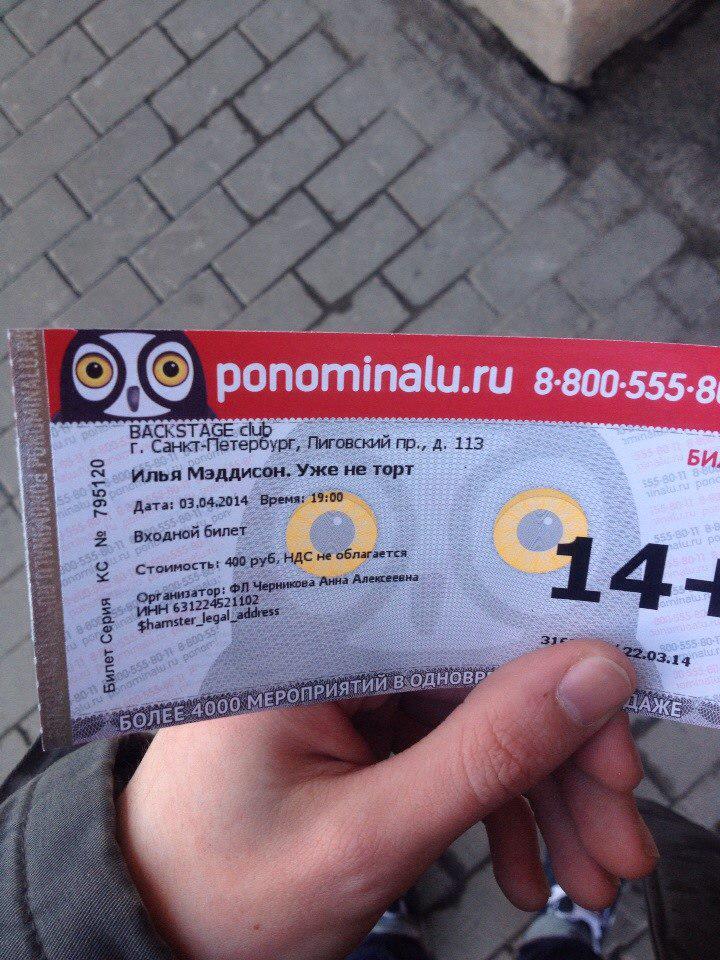 ponominalu.ru 8-800-555-8
BACKSTAGE club
г. Санкт-Петербург, Лиговский пр., д. 113
Илья Мэддисон. Уже не торт
Дата: 03.04.2014 Время: 19:00
Входной билет
Стоимость: 400 руб, НДС не облагается
Организатор: ФЛ Черникова Анна Алексеевна
ИНН 631224521102
$hamster_legal_address
Билет Серия КС № 795120
14+
22.03.14
БОЛЕЕ 4000 МЕРОПРИЯТИЙ В